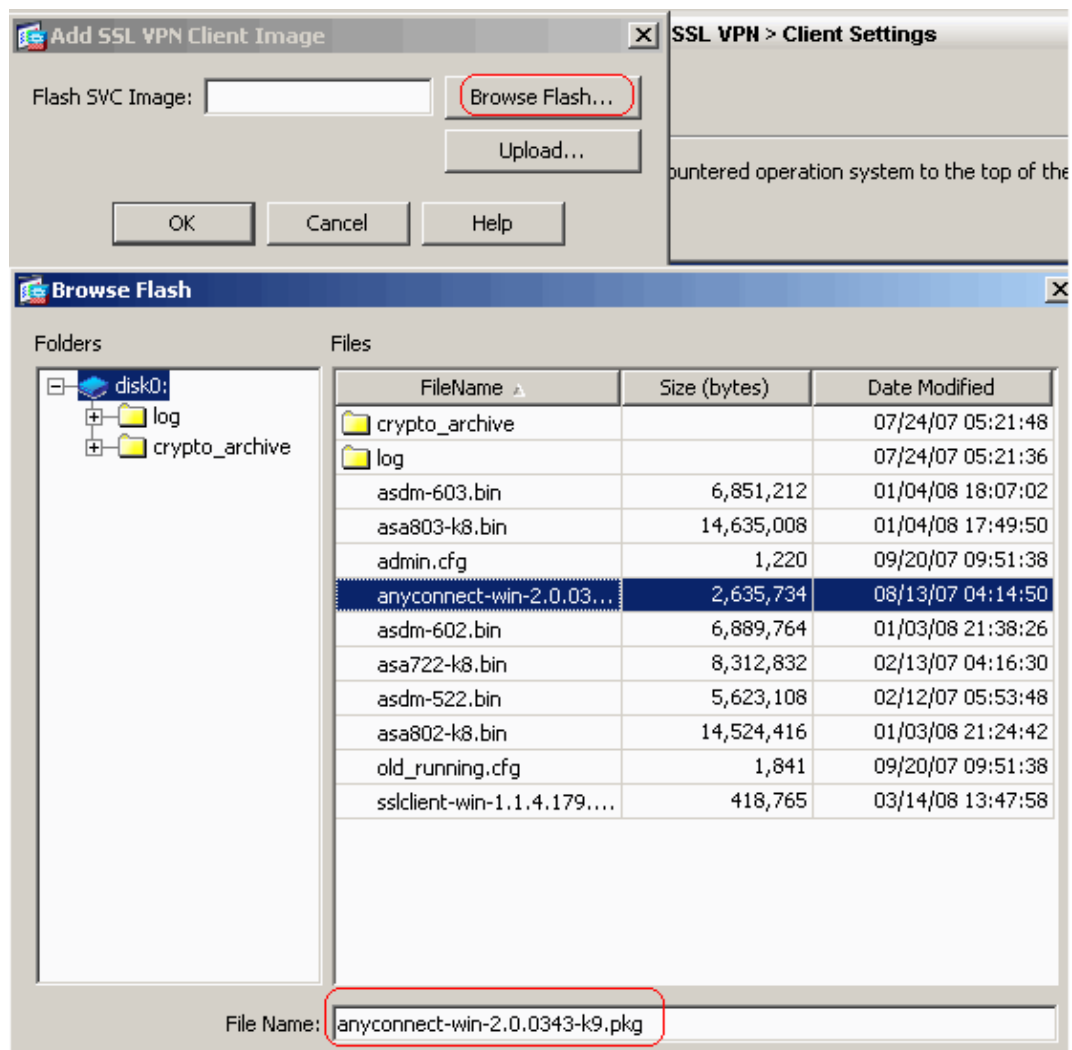 Add SSL VPN Client Image
SSL VPN > Client Settings
Flash SVC Image:
Browse Flash...
Upload...
ountered operation system to the top of the
OK Cancel Help
Browse Flash
Folders Files
disk0:
log
crypto_archive
FileName Size (bytes) Date Modified
crypto_archive 07/24/07 05:21:48
log 07/24/07 05:21:36
asdm-603.bin 6,851,212 01/04/08 18:07:02
asa803-k8.bin 14,635,008 01/04/08 17:49:50
admin.cfg 1,220 09/20/07 09:51:38
anyconnect-win-2.0.03... 2,635,734 08/13/07 04:14:50
asdm-602.bin 6,889,764 01/03/08 21:38:26
asa722-k8.bin 8,312,832 02/13/07 04:16:30
asdm-522.bin 5,623,108 02/12/07 05:53:48
asa802-k8.bin 14,524,416 01/03/08 21:24:42
old_running.cfg 1,841 09/20/07 09:51:38
sslclient-win-1.1.4.179.... 418,765 03/14/08 13:47:58
File Name: anyconnect-win-2.0.0343-k9.pkg